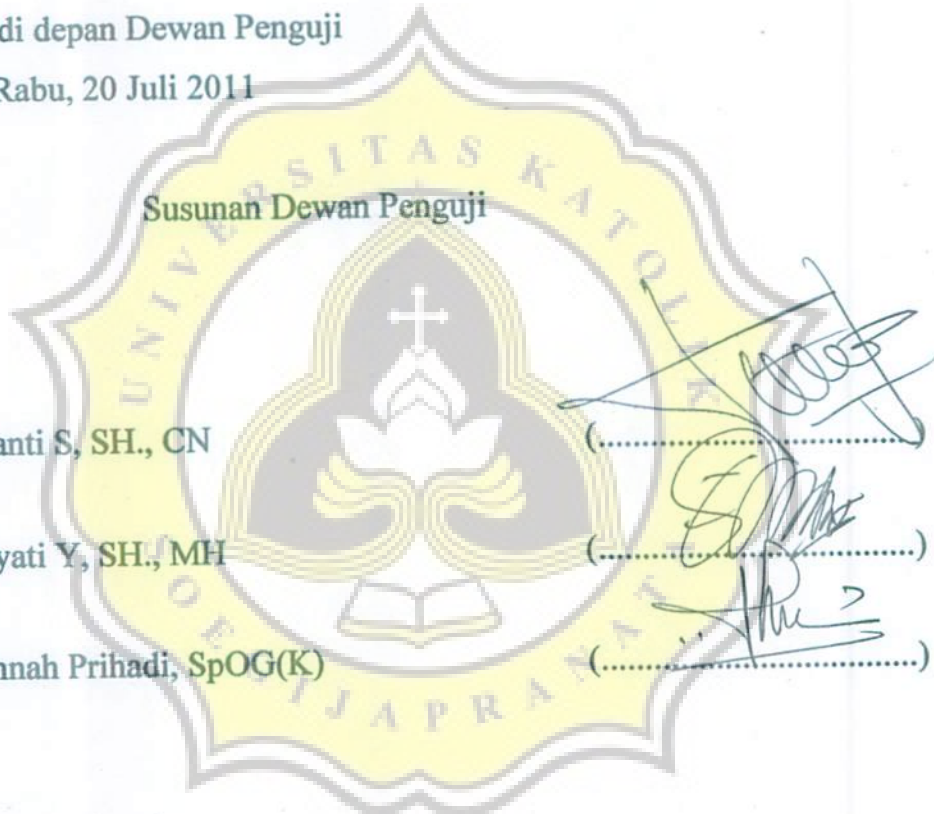 di depan Dewan Penguji
Rabu, 20 Juli 2011
Susunan Dewan Penguji
anti S, SH., CN (........................................)
yati Y, SH., MH (........................................)
nnah Prihadi, SpOG(K) (........................................)
UNIVERSITAS KATOLIK
SOEGIJAPRANATA